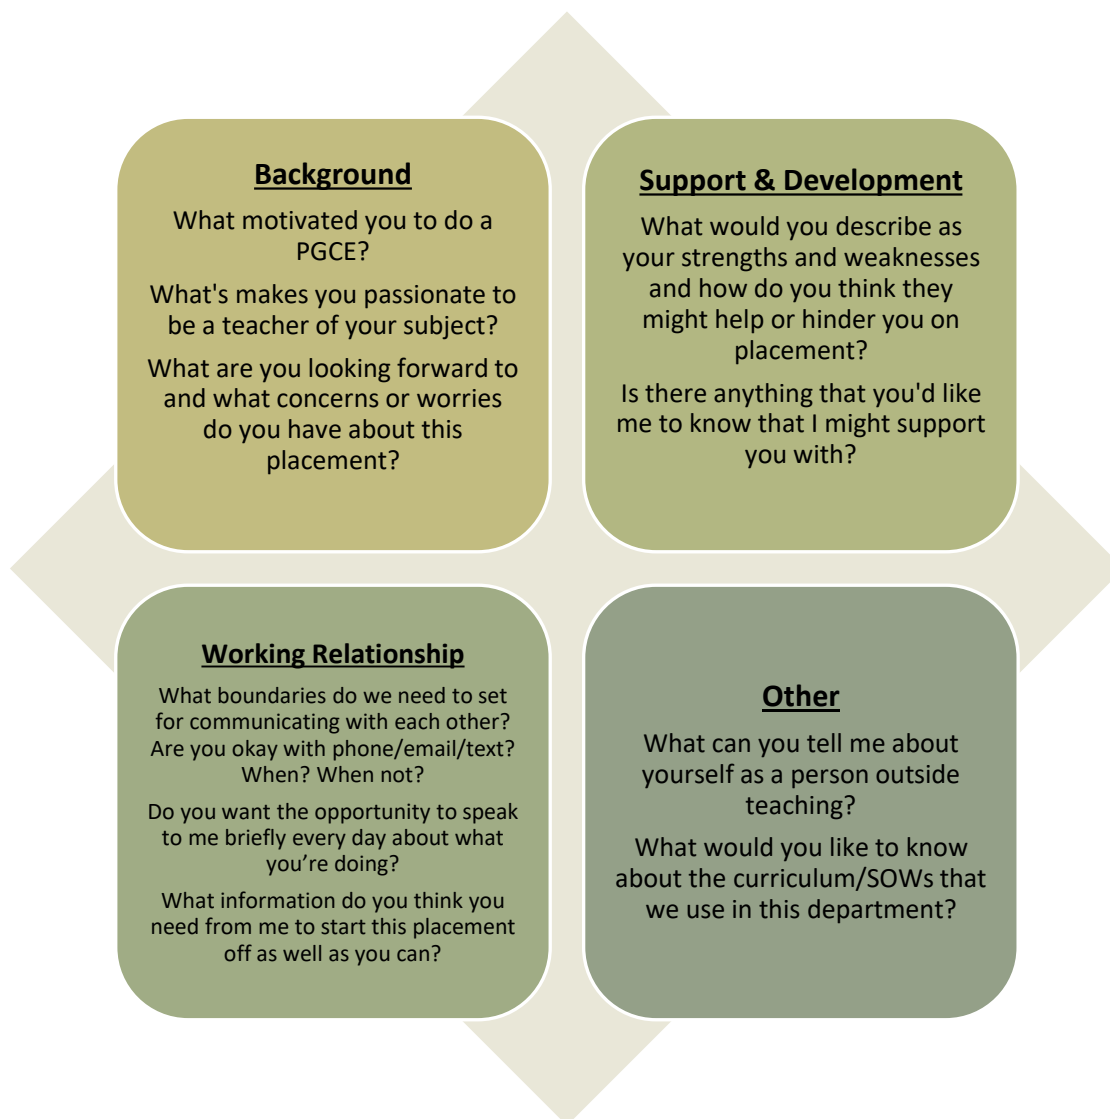 Background
What motivated you to do a
PGCE?
What's makes you passionate to
be a teacher of your subject?
What are you looking forward to
and what concerns or worries
do you have about this
placement?
Support & Development
What would you describe as
your strengths and weaknesses
and how do you think they
might help or hinder you on
placement?
Is there anything that you'd like
me to know that I might support
you with?
Working Relationship
What boundaries do we need to set
for communicating with each other?
Are you okay with phone/email/text?
When? When not?
Do you want the opportunity to speak
to me briefly every day about what
you’re doing?
What information do you think you
need from me to start this placement
off as well as you can?
Other
What can you tell me about
yourself as a person outside
teaching?
What would you like to know
about the curriculum/SOWs that
we use in this department?